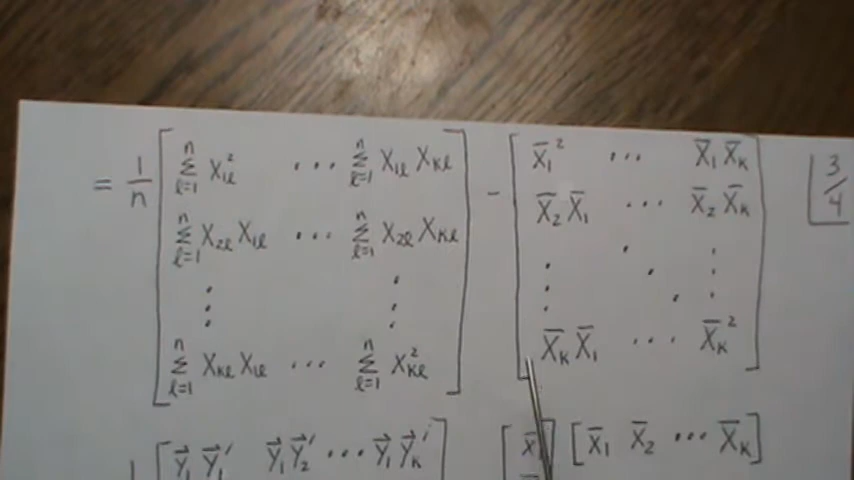 = 1/n [ Σ_{ℓ=1}^{n} X_{1ℓ}^2 ... Σ_{ℓ=1}^{n} X_{1ℓ} X_{kℓ} ] - [ X̄_1^2 ... X̄_1 X̄_k ] 3/4
Σ_{ℓ=1}^{n} X_{2ℓ} X_{1ℓ} ... Σ_{ℓ=1}^{n} X_{2ℓ} X_{kℓ} X̄_2 X̄_1 ... X̄_2 X̄_k
Σ_{ℓ=1}^{n} X_{kℓ} X_{1ℓ} ... Σ_{ℓ=1}^{n} X_{kℓ}^2 X̄_k X̄_1 ... X̄_k^2
[ Y⃗_1 Y⃗_1' Y⃗_1 Y⃗_2' ... Y⃗_1 Y⃗_k' ] [ X̄_1 X̄_2 ... X̄_k ]